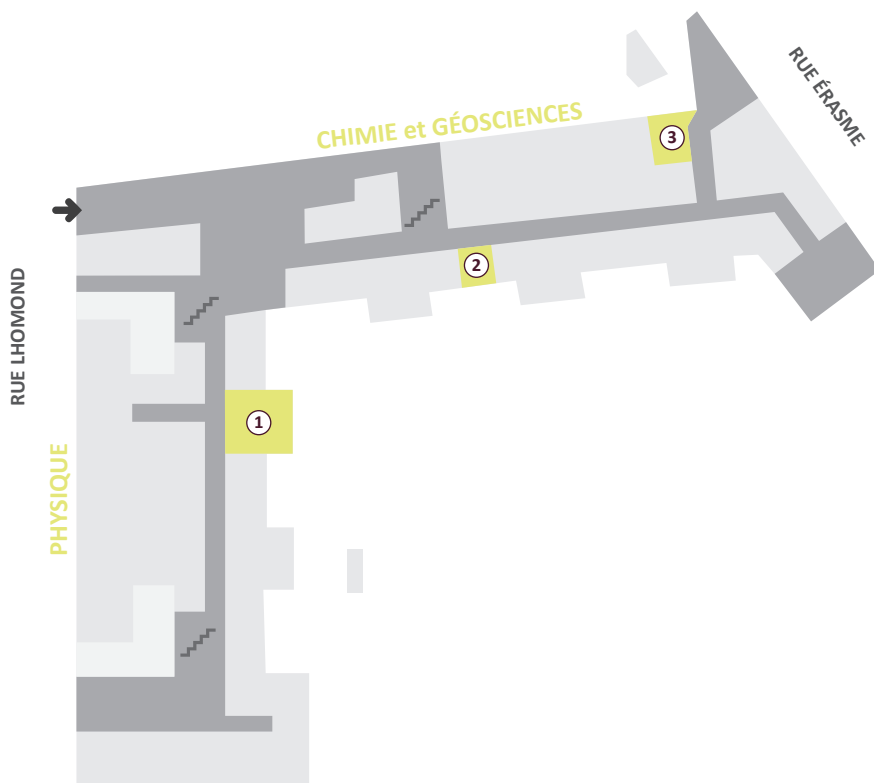 RUE ÉRASME
CHIMIE et GÉOSCIENCES
3
2
RUE LHOMOND
1
PHYSIQUE